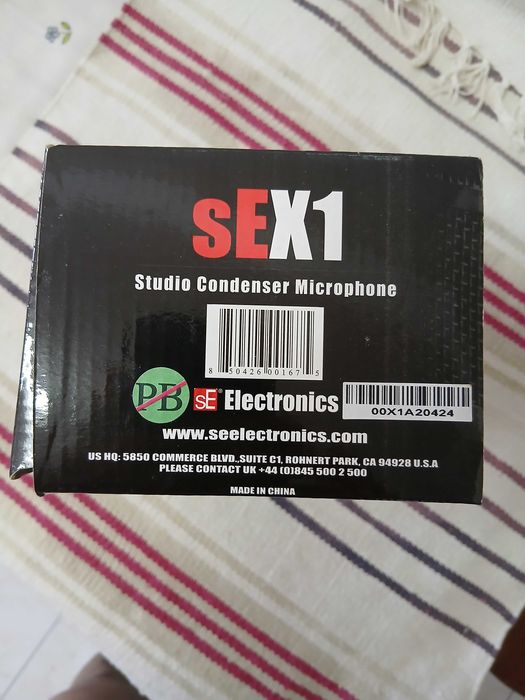 sEX1
Studio Condenser Microphone
8 50426 00167 5
PB sE Electronics
00X1A20424
www.seelectronics.com
US HQ: 5850 COMMERCE BLVD.,SUITE C1, ROHNERT PARK, CA 94928 U.S.A
PLEASE CONTACT UK +44 (0)845 500 2 500
MADE IN CHINA